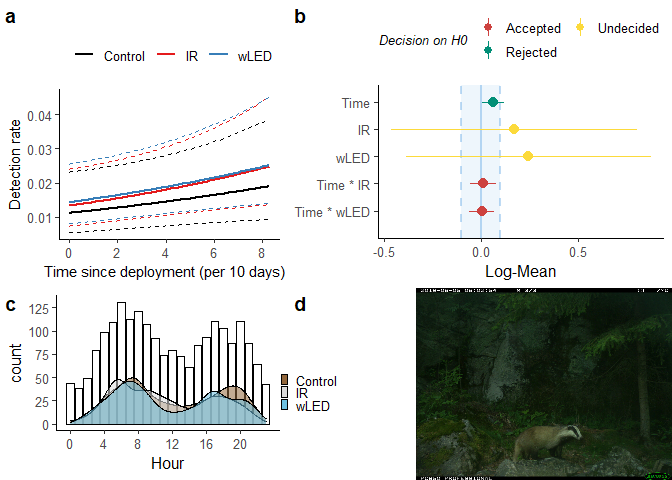 a
Control IR wLED
Detection rate
0.04
0.03
0.02
0.01
0 2 4 6 8
Time since deployment (per 10 days)
b
Decision on H0
Accepted Undecided
Rejected
Time
IR
wLED
Time * IR
Time * wLED
-0.5 0.0 0.5
Log-Mean
c
count
125
100
75
50
25
0
0 4 8 12 16 20
Hour
Control
IR
wLED
d